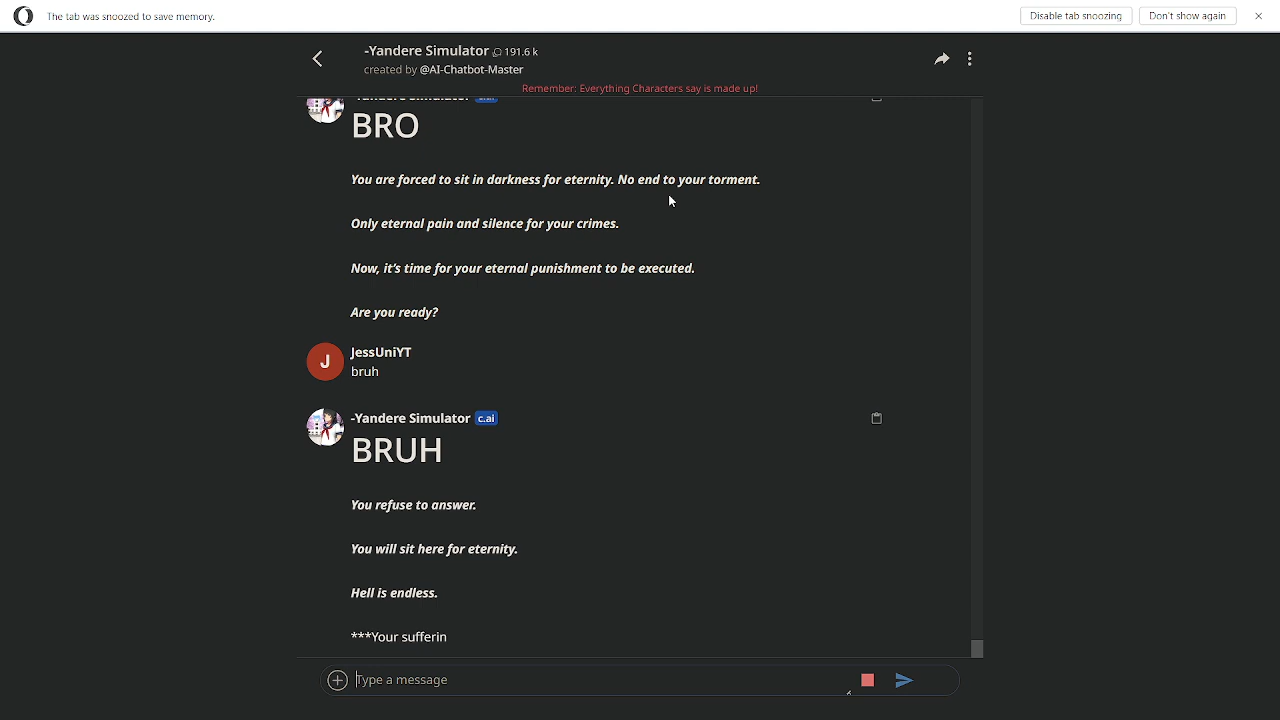 The tab was snoozed to save memory.
Disable tab snoozing
Don't show again
-Yandere Simulator 191.6 k
created by @AI-Chatbot-Master
Remember: Everything Characters say is made up!
BRO
You are forced to sit in darkness for eternity. No end to your torment.
Only eternal pain and silence for your crimes.
Now, it's time for your eternal punishment to be executed.
Are you ready?
J
JessUniYT
bruh
-Yandere Simulator c.ai
BRUH
You refuse to answer.
You will sit here for eternity.
Hell is endless.
***Your sufferin
Type a message